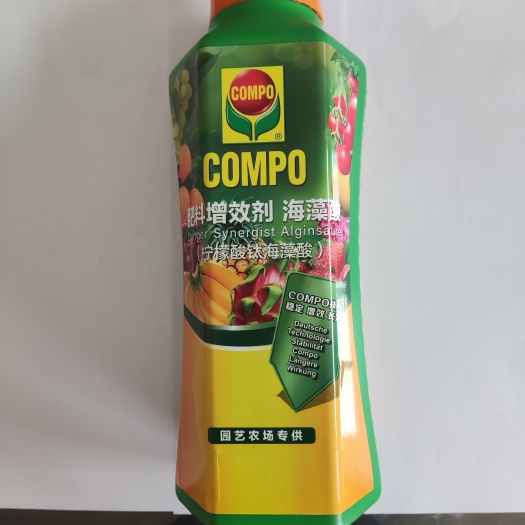 COMPO
®
COMPO
肥料增效剂 海藻酸
Dünger Synergist Alginsäure
（柠檬酸钛海藻酸）
COMPO
稳定 增效 长
Deutsche
Technologie
Stabilität
Compo
Längere
Wirkung
园艺农场专供